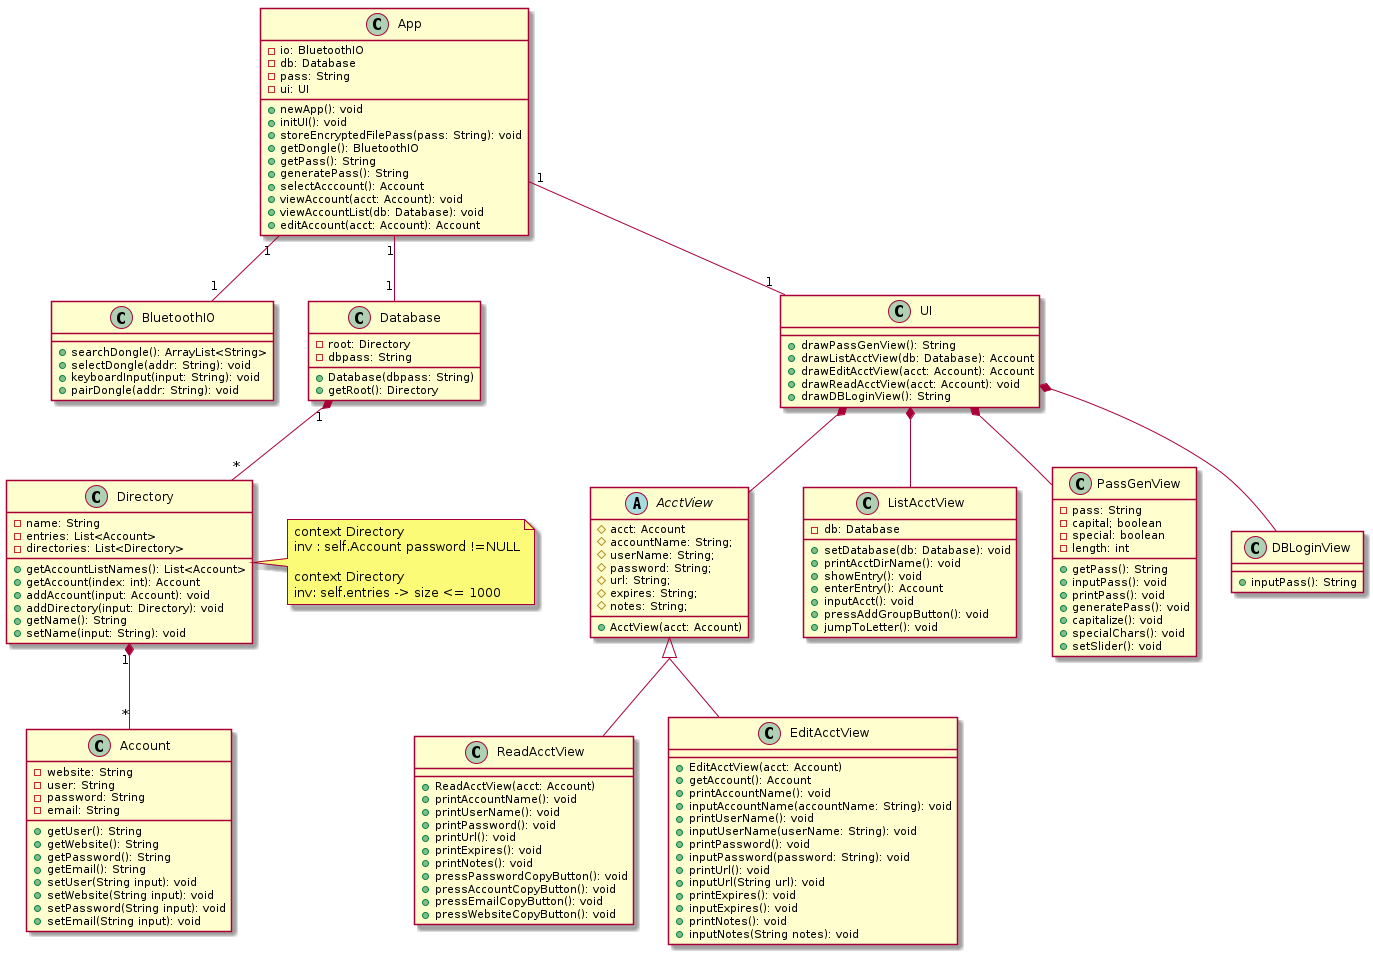 C App
io: BluetoothIO
db: Database
pass: String
ui: UI
newApp(): void
initUI(): void
storeEncryptedFilePass(pass: String): void
getDongle(): BluetoothIO
getPass(): String
generatePass(): String
selectAcccount(): Account
viewAccount(acct: Account): void
viewAccountList(db: Database): void
editAccount(acct: Account): Account
1
1
1
1
1
1
C BluetoothIO
searchDongle(): ArrayList<String>
selectDongle(addr: String): void
keyboardInput(input: String): void
pairDongle(addr: String): void
C Database
root: Directory
dbpass: String
Database(dbpass: String)
getRoot(): Directory
C UI
drawPassGenView(): String
drawListAcctView(db: Database): Account
drawEditAcctView(acct: Account): Account
drawReadAcctView(acct: Account): void
drawDBLoginView(): String
1
*
C Directory
name: String
entries: List<Account>
directories: List<Directory>
getAccountListNames(): List<Account>
getAccount(index: int): Account
addAccount(input: Account): void
addDirectory(input: Directory): void
getName(): String
setName(input: String): void
context Directory
inv : self.Account password !=NULL
context Directory
inv: self.entries -> size <= 1000
A AcctView
acct: Account
accountName: String;
userName: String;
password: String;
url: String;
expires: String;
notes: String;
AcctView(acct: Account)
C ListAcctView
db: Database
setDatabase(db: Database): void
printAcctDirName(): void
showEntry(): void
enterEntry(): Account
inputAcct(): void
pressAddGroupButton(): void
jumpToLetter(): void
C PassGenView
pass: String
capital; boolean
special: boolean
length: int
getPass(): String
inputPass(): void
printPass(): void
generatePass(): void
capitalize(): void
specialChars(): void
setSlider(): void
C DBLoginView
inputPass(): String
1
*
C Account
website: String
user: String
password: String
email: String
getUser(): String
getWebsite(): String
getPassword(): String
getEmail(): String
setUser(String input): void
setWebsite(String input): void
setPassword(String input): void
setEmail(String input): void
C ReadAcctView
ReadAcctView(acct: Account)
printAccountName(): void
printUserName(): void
printPassword(): void
printUrl(): void
printExpires(): void
printNotes(): void
pressPasswordCopyButton(): void
pressAccountCopyButton(): void
pressEmailCopyButton(): void
pressWebsiteCopyButton(): void
C EditAcctView
EditAcctView(acct: Account)
getAccount(): Account
printAccountName(): void
inputAccountName(accountName: String): void
printUserName(): void
inputUserName(userName: String): void
printPassword(): void
inputPassword(password: String): void
printUrl(): void
inputUrl(String url): void
printExpires(): void
inputExpires(): void
printNotes(): void
inputNotes(String notes): void